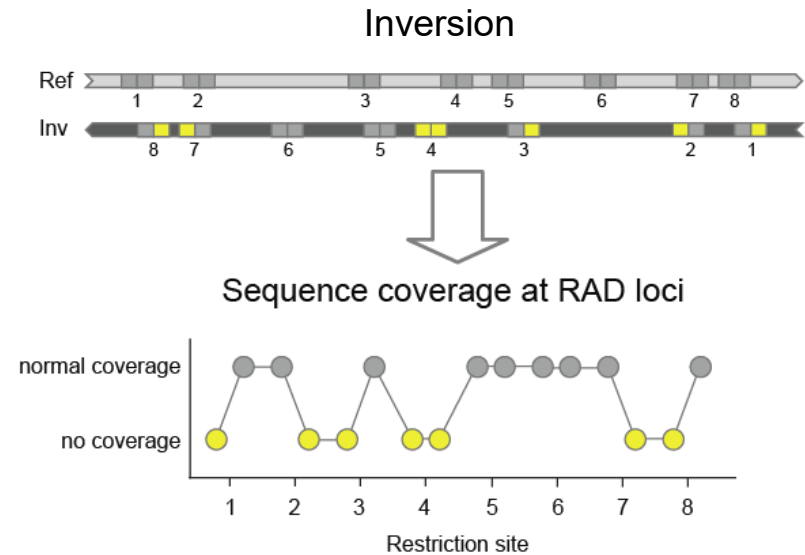 Inversion
Ref
1 2 3 4 5 6 7 8
Inv
8 7 6 5 4 3 2 1
Sequence coverage at RAD loci
normal coverage
no coverage
1 2 3 4 5 6 7 8
Restriction site